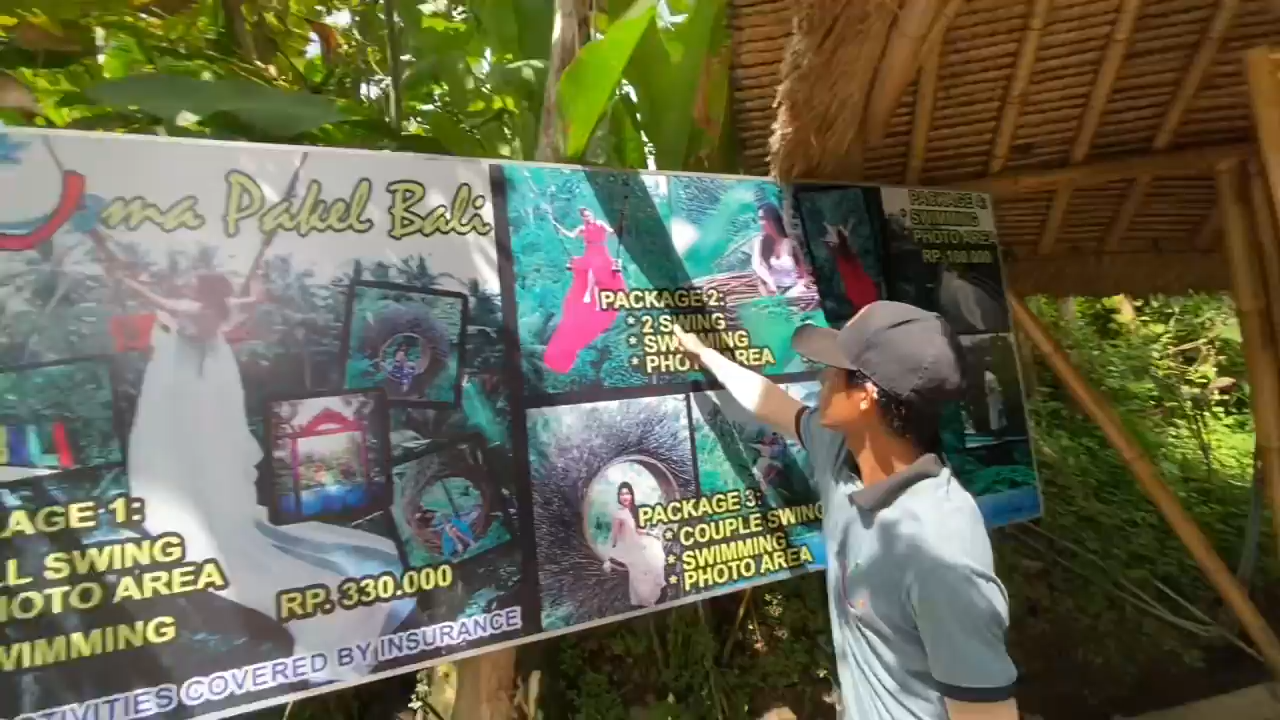 ma Pakel Bali
AGE 1:
L SWING
HOTO AREA
WIMMING
RP. 330.000
TIVITIES COVERED BY INSURANCE
PACKAGE 2:
* 2 SWING
* SWIMMING
* PHOTO AREA
PACKAGE 3:
* COUPLE SWING
* SWIMMING
* PHOTO AREA
PACKAGE 4:
* SWIMMING
* PHOTO AREA
RP. 100.000